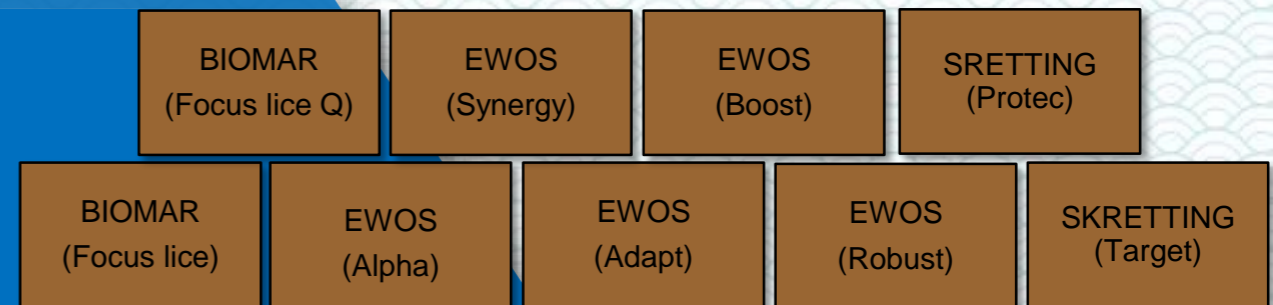 BIOMAR
(Focus lice Q)
EWOS
(Synergy)
EWOS
(Boost)
SRETTING
(Protec)
BIOMAR
(Focus lice)
EWOS
(Alpha)
EWOS
(Adapt)
EWOS
(Robust)
SKRETTING
(Target)